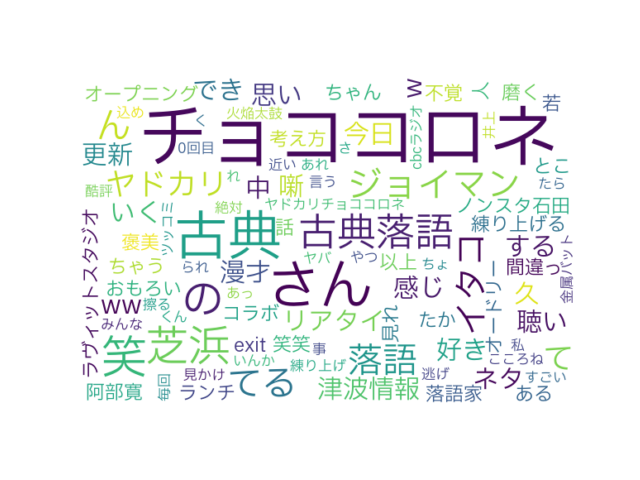 オープニング
でき
思い
ちゃん
W
不覚
人
磨く
若
ん
チョココロネ
込め
く
火焔太鼓
0回目
考え方
今日
さ
cbcラジオ
井上
更新
近い
あれ
とこ
酷評
ヤドカリ
れ
中
噺
言う
ジョイマン
たら
絶対
ヤドカリチョココロネ
ノンスタ石田
いく
ツッコミ
古典
話
古典落語
練り上げる
イタコ
褒美
ラヴィットスタジオ
の
さん
ちゃう
られ
漫才
ヤバ
やつ
以上
ちょ
オードリー
する
間違っ
金属バット
おもろい
あっ
感じ
ww
擦る
コラボ
リアタイ
見れ
たか
久
聴い
みんな
くん
笑
芝浜
exit
笑笑
事
落語
好き
私
こころね
て
いんか
阿部寛
毎回
見かけ
ランチ
てる
練り上げ
津波情報
逃げ
落語家
ネタ
すごい
ある